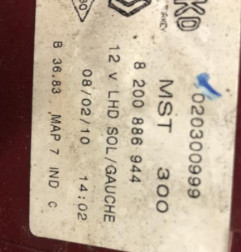 KD
020300999
MST 300
8 200 886 944
12 V LHD SOL/GAUCHE
08/02/10 14:02
B 36.83 ,MAP 7 IND C